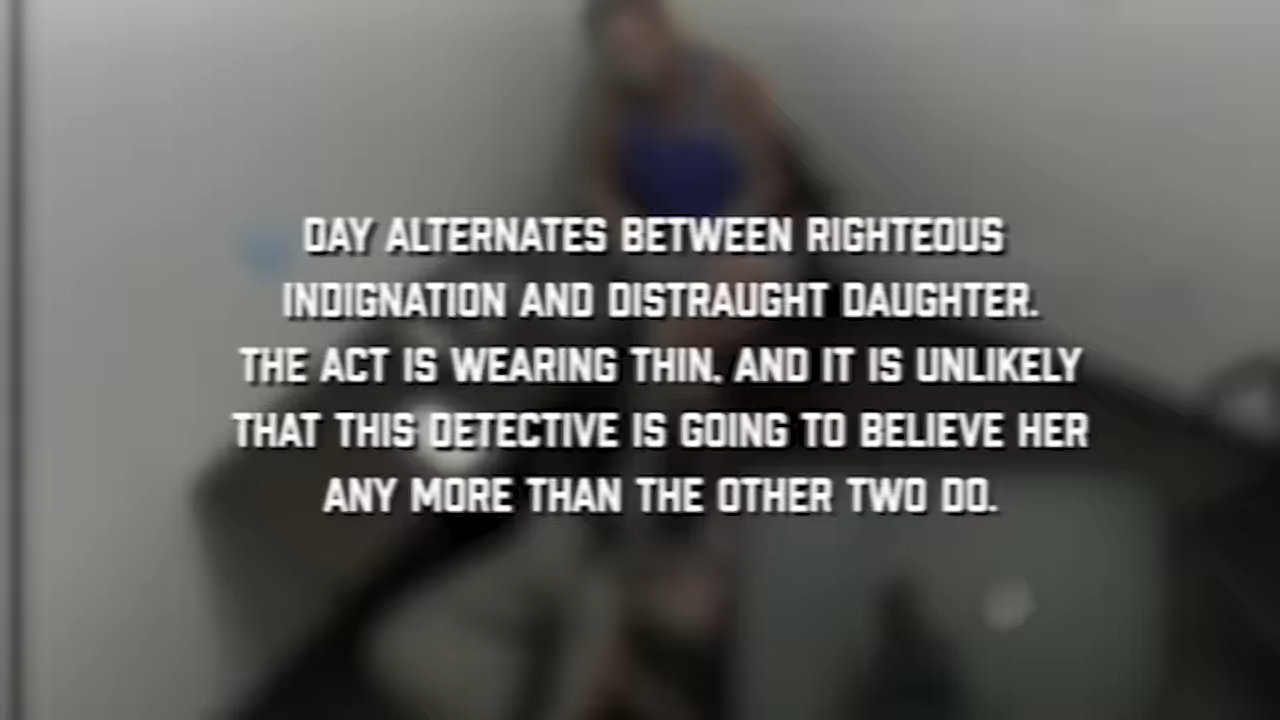 DAY ALTERNATES BETWEEN RIGHTEOUS
INDIGNATION AND DISTRAUGHT DAUGHTER.
THE ACT IS WEARING THIN, AND IT IS UNLIKELY
THAT THIS DETECTIVE IS GOING TO BELIEVE HER
ANY MORE THAN THE OTHER TWO DO.